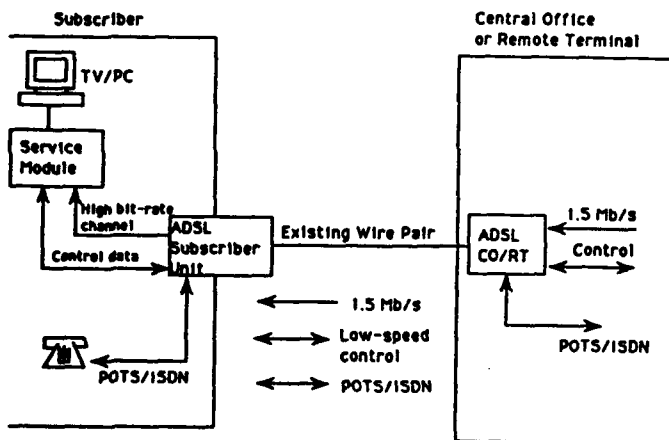 Subscriber
Central Office
or Remote Terminal
TV/PC
Service
Module
High bit-rate
channel
ADSL
Subscriber
Unit
Control data
Existing Wire Pair
ADSL
CO/RT
1.5 Mb/s
Control
1.5 Mb/s
Low-speed
control
POTS/ISDN
POTS/ISDN
POTS/ISDN